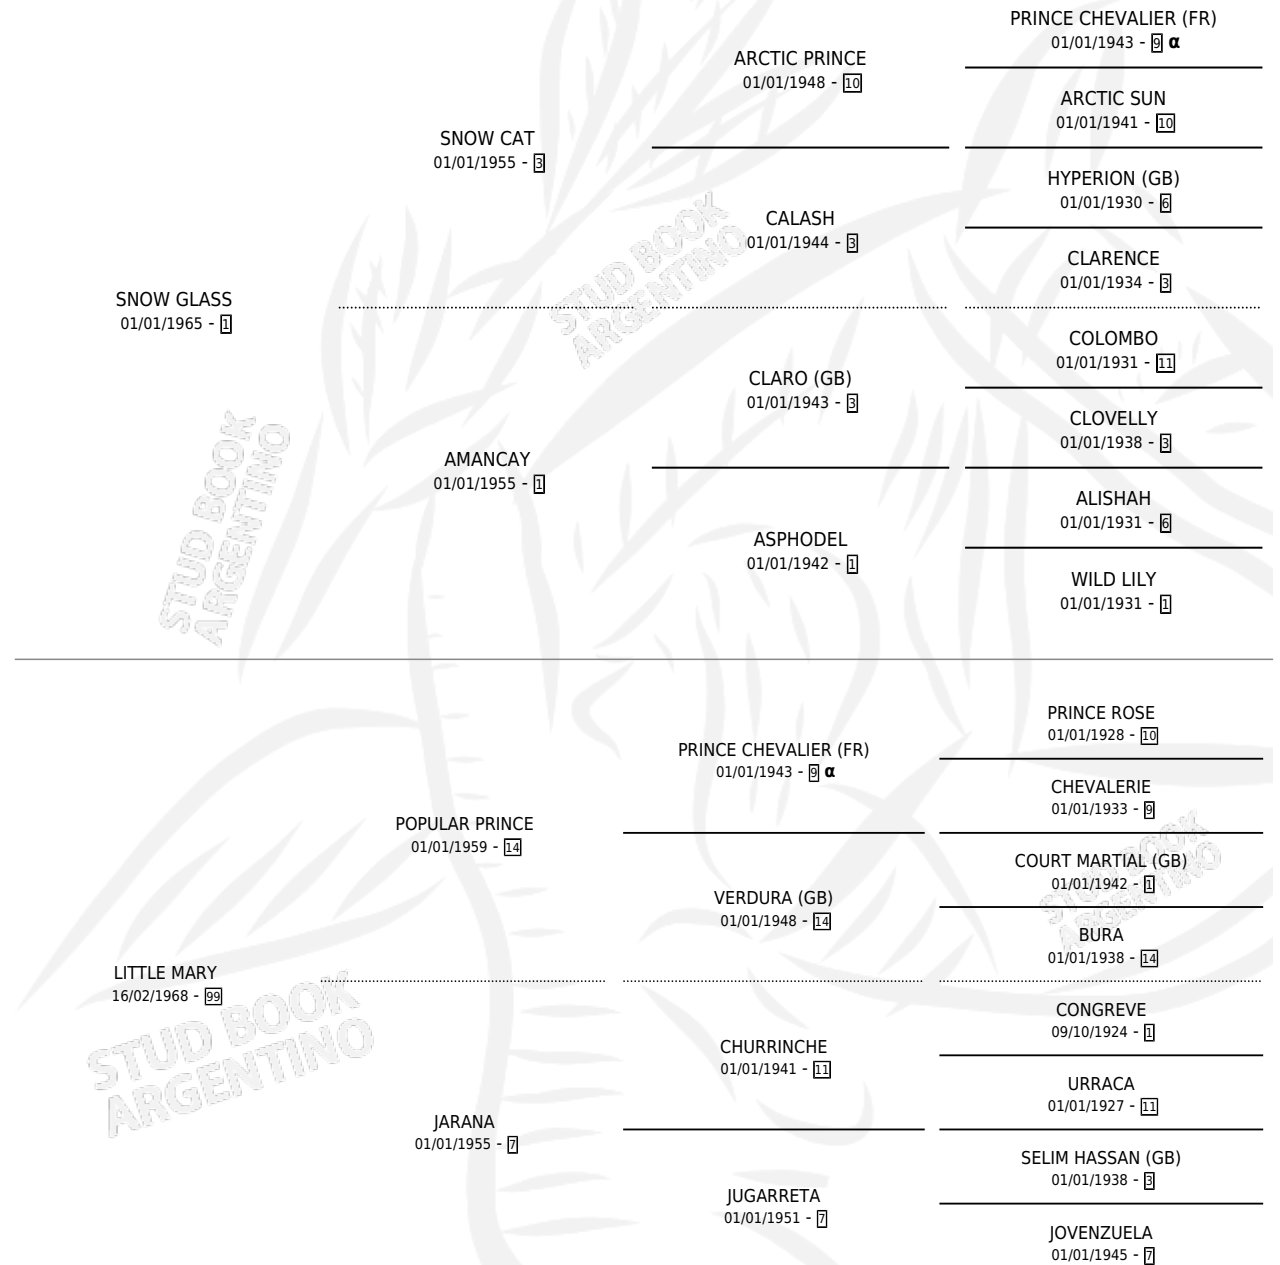 PRINCE CHEVALIER (FR)
01/01/1943 - 9 α
ARCTIC PRINCE
01/01/1948 - 10
ARCTIC SUN
01/01/1941 - 10
SNOW CAT
01/01/1955 - 3
HYPERION (GB)
01/01/1930 - 6
CALASH
01/01/1944 - 3
CLARENCE
01/01/1934 - 3
SNOW GLASS
01/01/1965 - 1
COLOMBO
01/01/1931 - 11
CLARO (GB)
01/01/1943 - 3
CLOVELLY
01/01/1938 - 3
AMANCAY
01/01/1955 - 1
ALISHAH
01/01/1931 - 6
ASPHODEL
01/01/1942 - 1
WILD LILY
01/01/1931 - 1
PRINCE ROSE
01/01/1928 - 10
PRINCE CHEVALIER (FR)
01/01/1943 - 9 α
CHEVALERIE
01/01/1933 - 9
POPULAR PRINCE
01/01/1959 - 14
COURT MARTIAL (GB)
01/01/1942 - 1
VERDURA (GB)
01/01/1948 - 14
BURA
01/01/1938 - 14
LITTLE MARY
16/02/1968 - 99
CONGREVE
09/10/1924 - 1
CHURRINCHE
01/01/1941 - 11
URRACA
01/01/1927 - 11
JARANA
01/01/1955 - 7
SELIM HASSAN (GB)
01/01/1938 - 3
JUGARRETA
01/01/1951 - 7
JOVENZUELA
01/01/1945 - 7
STUD BOOK
ARGENTINO
STUD BOOK
ARGENTINO
STUD BOOK
ARGENTINO
STUD BOOK
ARGENTINO